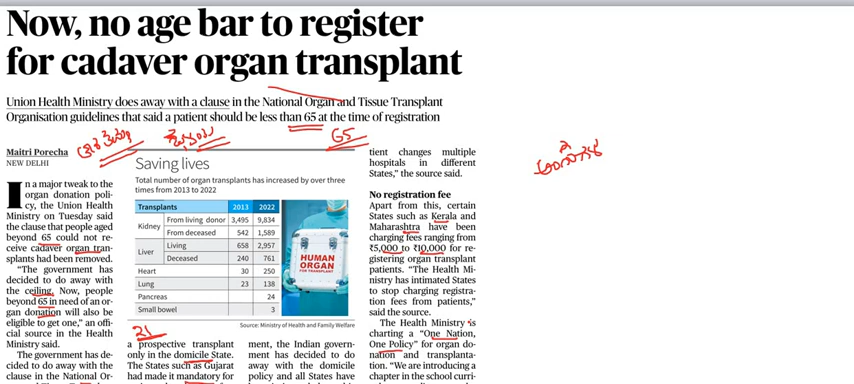 Now, no age bar to register
for cadaver organ transplant
Union Health Ministry does away with a clause in the National Organ and Tissue Transplant
Organisation guidelines that said a patient should be less than 65 at the time of registration
Maitri Porecha
NEW DELHI
In a major tweak to the
organ donation poli-
cy, the Union Health
Ministry on Tuesday said
the clause that people aged
beyond 65 could not re-
ceive cadaver organ tran-
splants had been removed.
"The government has
decided to do away with
the ceiling. Now, people
beyond 65 in need of an or-
gan donation will also be
eligible to get one," an offi-
cial source in the Health
Ministry said.
The government has de-
cided to do away with the
clause in the National Or-
65
Saving lives
Total number of organ transplants has increased by over three
times from 2013 to 2022
Transplants 2013 2022
Kidney From living donor 3,495 9,834
From deceased 542 1,589
Liver Living 658 2,957
Deceased 240 761
Heart 30 250
Lung 23 138
Pancreas 24
Small bowel 3
HUMAN
ORGAN
FOR TRANSPLANT
Source: Ministry of Health and Family Welfare
21
a prospective transplant
only in the domicile State.
The States such as Gujarat
had made it mandatory for
ment, the Indian govern-
ment has decided to do
away with the domicile
policy and all States have
tient changes multiple
hospitals in different
States," the source said.
No registration fee
Apart from this, certain
States such as Kerala and
Maharashtra have been
charging fees ranging from
₹5,000 to ₹10,000 for re-
gistering organ transplant
patients. "The Health Mi-
nistry has intimated States
to stop charging registra-
tion fees from patients,"
said the source.
The Health Ministry is
charting a "One Nation,
One Policy" for organ do-
nation and transplanta-
tion. "We are introducing a
chapter in the school curri-